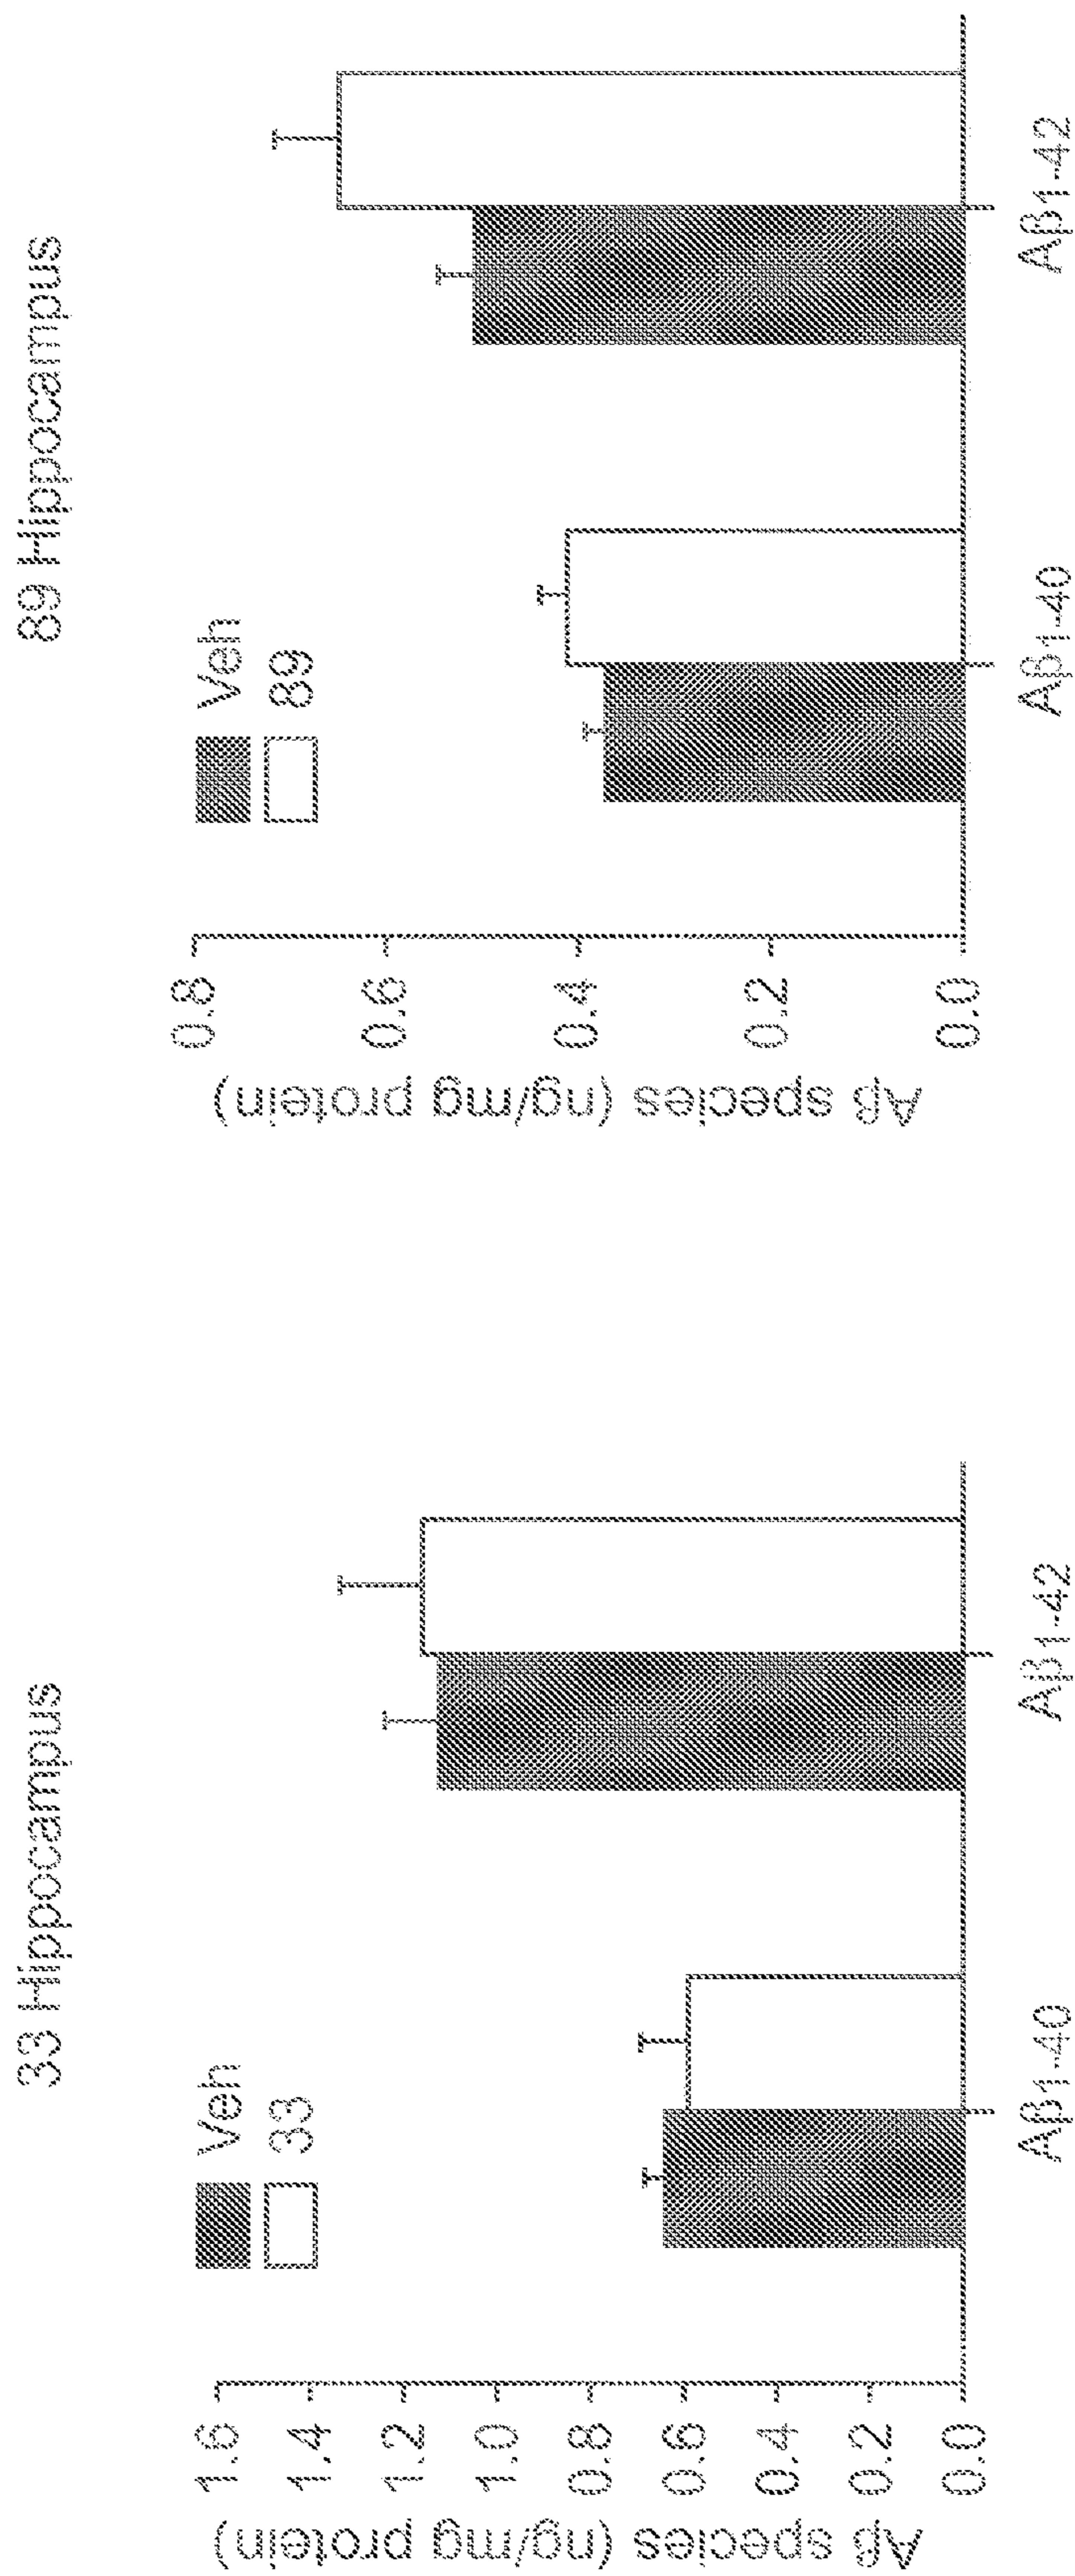 33 Hippocampus
Veh
33
Aβ species (ng/mg protein)
1.6
1.4
1.2
1.0
0.8
0.6
0.4
0.2
0.0
Aβ1-40
Aβ1-42
89 Hippocampus
Veh
89
Aβ species (ng/mg protein)
0.8
0.6
0.4
0.2
0.0
Aβ1-40
Aβ1-42